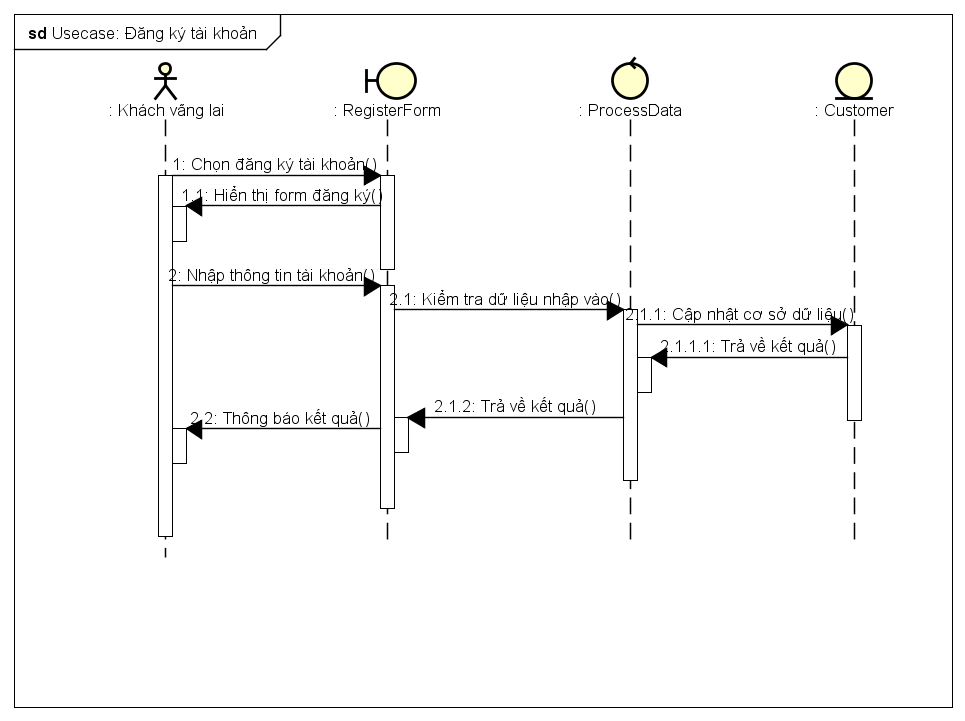 sd Usecase: Đăng ký tài khoản
: Khách vãng lai
: RegisterForm
: ProcessData
: Customer
1: Chọn đăng ký tài khoản()
1.1: Hiển thị form đăng ký()
2: Nhập thông tin tài khoản()
2.1: Kiểm tra dữ liệu nhập vào()
2.1.1: Cập nhật cơ sở dữ liệu()
2.1.1.1: Trả về kết quả()
2.1.2: Trả về kết quả()
2.2: Thông báo kết quả()